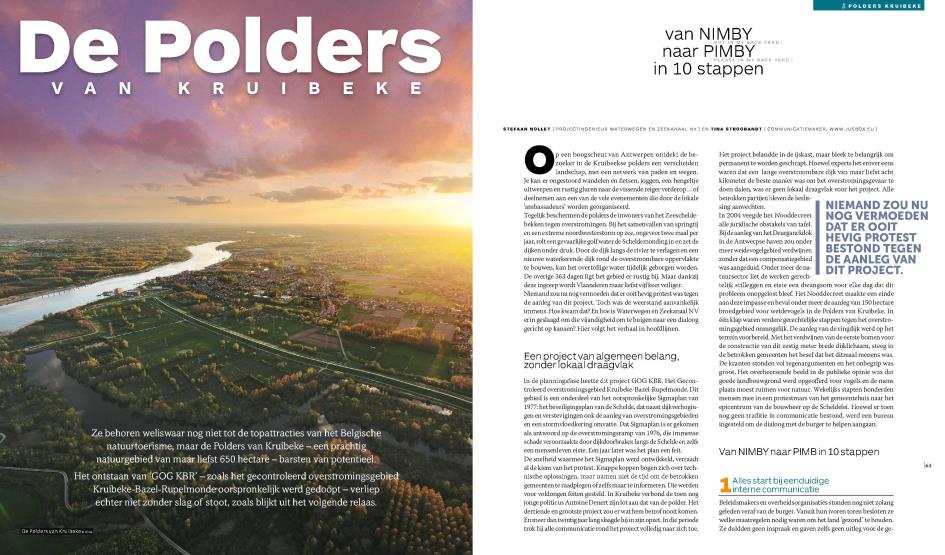 De Polders
VAN KRUIBEKE
Ze behoren weliswaar nog niet tot de topattracties van het Belgische
natuurtoerisme, maar de Polders van Kruibeke – een prachtig
natuurgebied van maar liefst 650 hectare – barsten van potentieel.
Het ontstaan van ‘GOG KBR’ – zoals het gecontroleerd overstromingsgebied
Kruibeke-Bazel-Rupelmonde oorspronkelijk werd gedoopt – verliep
echter niet zonder slag of stoot, zoals blijkt uit het volgende relaas.
De Polders van Kruibeke
POLDERS KRUIBEKE
van NIMBY
naar PIMBY
[ PLEASE IN MY BACK YARD ]
in 10 stappen
STEFAAN NOLLET [ PROJECTINGENIEUR WATERWEGEN EN ZEEKANAAL NV ] EN TINA STROOBANDT [ COMMUNICATIEMAKER, WWW.JUSBOX.EU ]
Op een boogscheut van Antwerpen ontdekt de be-
zoeker in de Kruibeekse polders een verscheiden
landschap, met een netwerk van paden en wegen.
Je kan er ongestoord wandelen en fietsen, joggen, een hengeltje
uitwerpen en rustig gluren naar de vissende reiger verderop... of
deelnemen aan een van de vele evenementen die door de lokale
‘ambassadeurs’ worden georganiseerd.
Tegelijk beschermen de polders de inwoners van het Zeeschelde-
bekken tegen overstromingen. Bij het samenvallen van springtij
en een extreme noordwesterstorm op zee, ongeveer twee maal per
jaar, rolt een gevaarlijke golf water de Scheldemonding in en zet de
dijken onder druk. Door de dijk langs de rivier te verlagen en een
nieuwe waterkerende dijk rond de overstroombare oppervlakte
te bouwen, kan het overtollige water tijdelijk geborgen worden.
De overige 363 dagen ligt het gebied er rustig bij. Maar dankzij
deze ingreep wordt Vlaanderen maar liefst vijfkeer veiliger.
Niemand zou nu nog vermoeden dat er ooit hevig protest was tegen
de aanleg van dit project. Toch was de weerstand aanvankelijk
immens. Hoe kwam dat? En hoe is Waterwegen en Zeekanaal NV
erin geslaagd om die vijandigheid om te buigen naar een dialoog
gericht op kansen? Hier volgt het verhaal in hoofdlijnen.
Een project van algemeen belang,
zonder lokaal draagvlak
In de planningsfase heette dit project GOG KBR. Het Gecon-
troleerd overstromingsgebied Kruibeke-Bazel-Rupelmonde. Dit
gebied is een onderdeel van het oorspronkelijke Sigmaplan van
1977: het beveiligingsplan van de Schelde, dat naast dijkverhogin-
gen en verstevigingen ook de aanleg van overstromingsgebieden
en een stormvloedkering omvatte. Dat Sigmaplan is er gekomen
als antwoord op de overstromingsramp van 1976, die immense
schade veroorzaakte door dijkdoorbraken langs de Schelde en zelfs
een mensenleven eiste. Een jaar later was het plan een feit.
De snelheid waarmee het Sigmaplan werd ontwikkeld, verraadt
al de kiem van het protest. Knappe koppen bogen zich over tech-
nische oplossingen, maar namen niet de tijd om de betrokken
gemeenten te raadplegen of zelfs maar te informeren. Die werden
voor voldongen feiten gesteld. In Kruibeke verbond de toen nog
jonge politicus Antoine Denert zijn lot aan dat van de polder. Het
dertiende en grootste project zou er wat hem betrof nooit komen.
En meer dan twintig jaar lang slaagde hij in zijn opzet. In die periode
trok hij alle communicatie rond het project volledig naar zich toe.
Het project belandde in de ijskast, maar bleek te belangrijk om
permanent te worden geschrapt. Hoewel experts het erover eens
waren dat een lange overstroombare dijk van maar liefst acht
kilometer de beste manier was om het overstromingsgevaar te
doen dalen, was er geen lokaal draagvlak voor het project. Alle
betrokken partijen bleven de beslis-
sing aanvechten.
In 2004 veegde het Nooddecreet
alle juridische obstakels van tafel.
Bij de aanleg van het Deurganckdok
in de Antwerpse haven zou onder
meer weidevogelgebied verdwijnen
zonder dat een compensatiegebied
was aangeduid. Onder meer de na-
tuursector liet de werken gerech-
telijk stilleggen en eiste een dwangsom voor elke dag dat dit
probleem onopgelost bleef. Het Nooddecreet maakte een einde
aan deze impasse en beval onder meer de aanleg van 150 hectare
broedgebied voor weidevogels in de Polders van Kruibeke. In
één klap waren verdere gerechtelijke stappen tegen het overstro-
mingsgebied onmogelijk. De aanleg van de ringdijk werd op het
terrein voorbereid. Met het verdwijnen van de eerste bomen voor
de constructie van dit zestig meter brede dijklichaam, steeg in
de betrokken gemeenten het besef dat het ditmaal menens was.
De kranten stonden vol tegenargumenten en het onbegrip was
groot. Het overheersende beeld in de publieke opinie was dat
goede landbouwgrond werd opgeofferd voor vogels en de mens
plaats moest ruimen voor natuur. Wekelijks stapten honderden
mensen mee in een protestmars van het gemeentehuis naar het
epicentrum van de bouwheer op de Scheldelei. Hoewel er toen
nog geen traditie in communicatie bestond, werd een bureau
ingesteld om de dialoog met de burger te helpen aangaan.
NIEMAND ZOU NU
NOG VERMOEDEN
DAT ER OOIT
HEVIG PROTEST
BESTOND TEGEN
DE AANLEG VAN
DIT PROJECT.
Van NIMBY naar PIMB in 10 stappen
1 Alles start bij eenduidige
interne communicatie
Beleidsmakers en overheidsorganisaties stonden nog niet zolang
geleden veraf van de burger. Vanuit hun ivoren toren besloten ze
welke maatregelen nodig waren om het land ‘gezond’ te houden.
Ze duldden geen inspraak en gaven zelfs geen uitleg voor de ge-
63